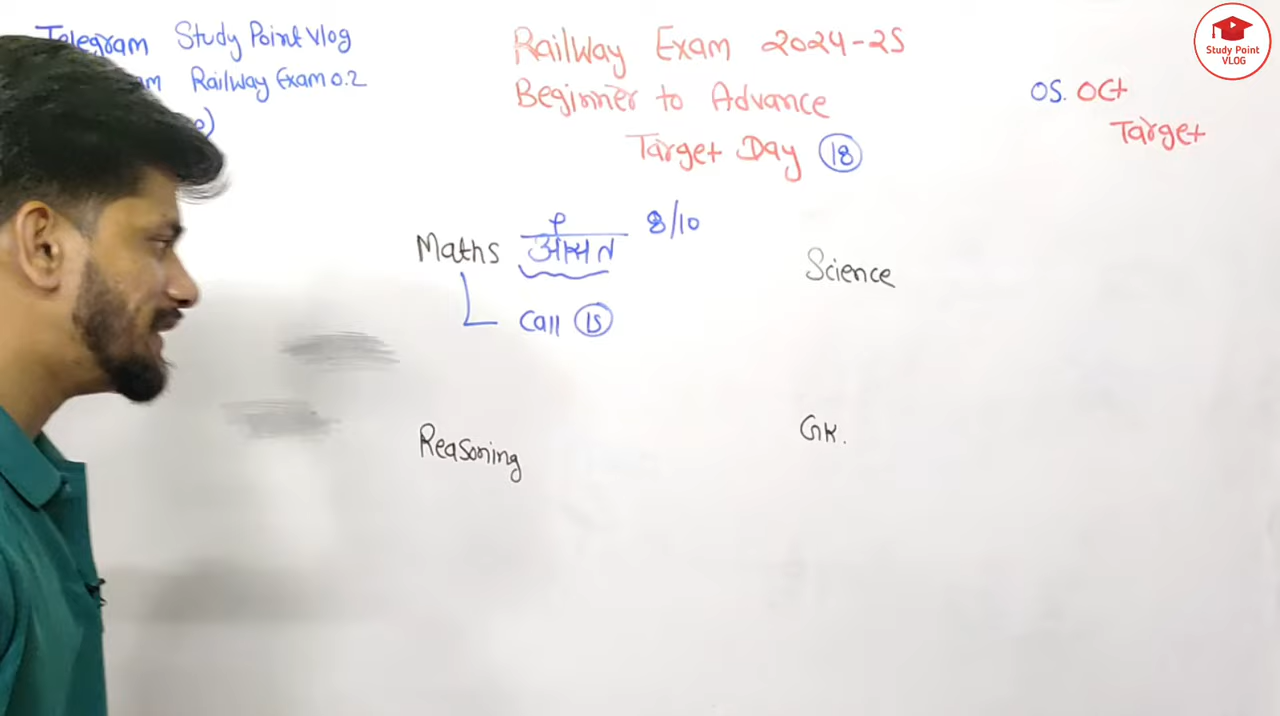 Telegram Study Point Vlog
Railway Exam 0.2
Railway Exam 2024-25
Beginner to Advance
Target Day 18
05. Oct
Target
Study Point
VLOG
P
Maths औसत 8/10
Call 15
Science
Reasoning
GK.